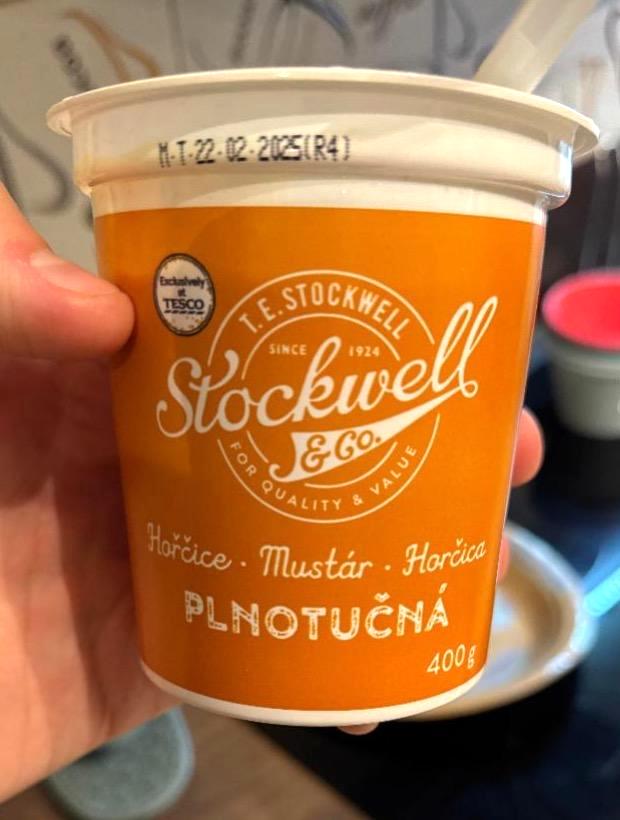 M·T·22·02·2025(R4)
Exclusively
at
TESCO
T.E. STOCKWELL
SINCE 1924
Stockwell
& Co.
FOR QUALITY & VALUE
Hořčice · Mustár · Horčica
PLNOTUČNÁ
400g